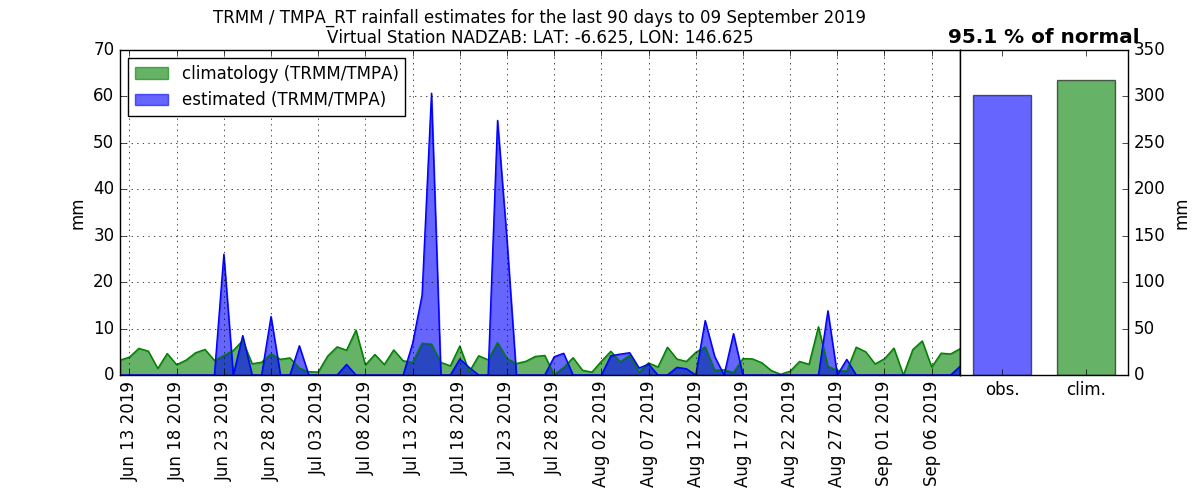 TRMM / TMPA_RT rainfall estimates for the last 90 days to 09 September 2019
Virtual Station NADZAB: LAT: -6.625, LON: 146.625
95.1 % of normal
climatology (TRMM/TMPA)
estimated (TRMM/TMPA)
70
60
50
40
30
20
10
0
mm
Jun 13 2019
Jun 18 2019
Jun 23 2019
Jun 28 2019
Jul 03 2019
Jul 08 2019
Jul 13 2019
Jul 18 2019
Jul 23 2019
Jul 28 2019
Aug 02 2019
Aug 07 2019
Aug 12 2019
Aug 17 2019
Aug 22 2019
Aug 27 2019
Sep 01 2019
Sep 06 2019
obs.
clim.
350
300
250
200
150
100
50
0
mm